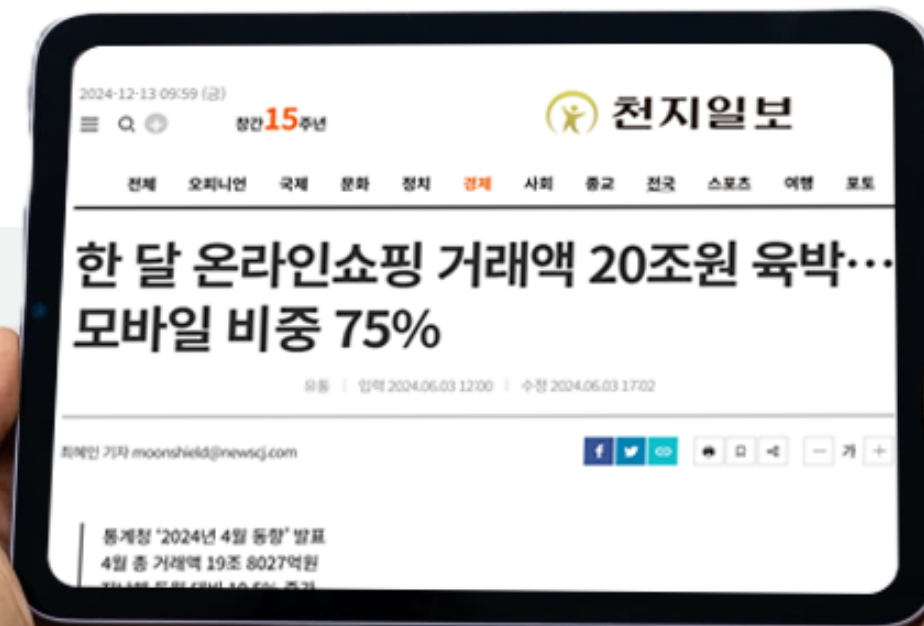 2024-12-13 09:59 (금)
창간15주년
천지일보
전체 오피니언 국제 문화 정치 경제 사회 종교 전국 스포츠 여행 포토
한 달 온라인쇼핑 거래액 20조원 육박…
모바일 비중 75%
유통 | 입력 2024.06.03 12:00 | 수정 2024.06.03 17:02
최혜인 기자 moonshield@newscj.com
가
통계청 ‘2024년 4월 동향’ 발표
4월 총 거래액 19조 8027억원